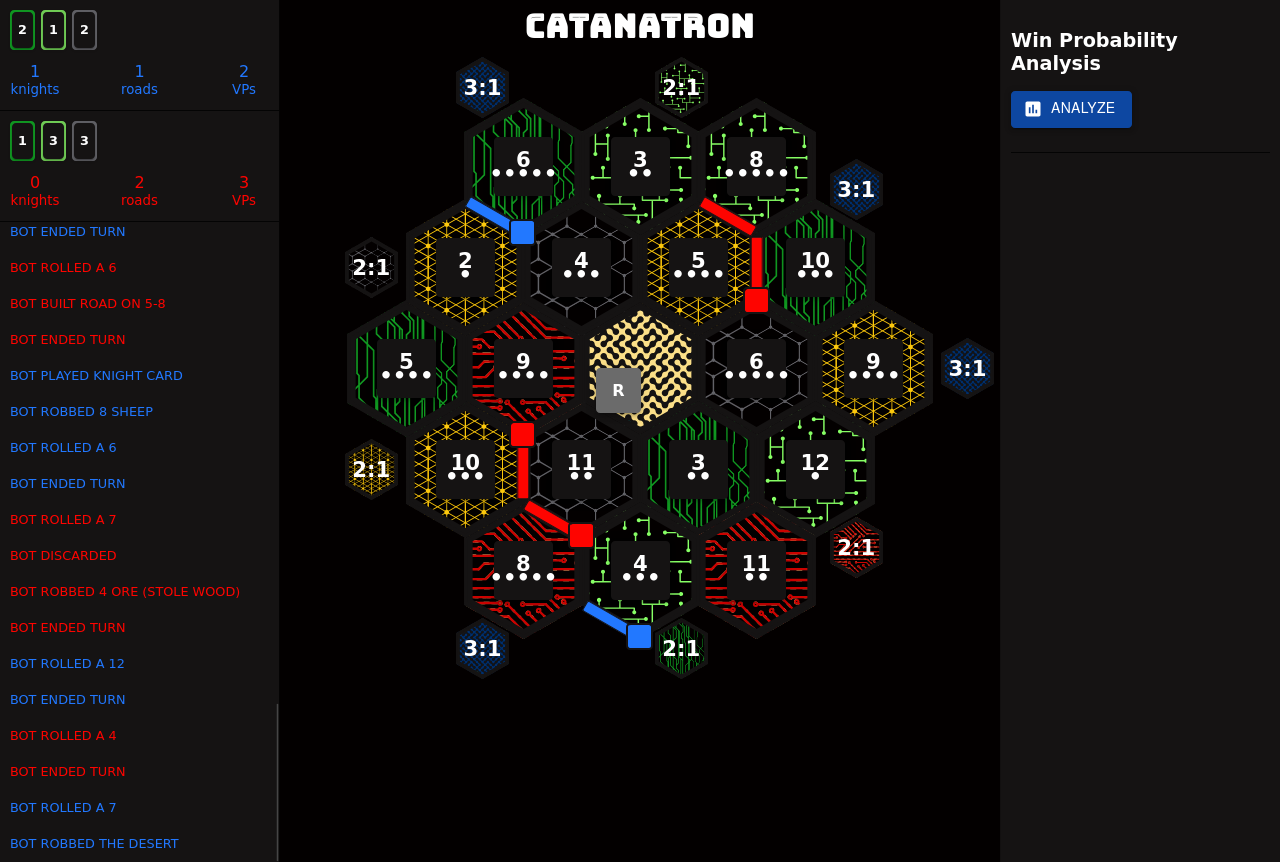 2 1 2
1 1 2
knights roads VPs
1 3 3
0 2 3
knights roads VPs
BOT ENDED TURN
BOT ROLLED A 6
BOT BUILT ROAD ON 5-8
BOT ENDED TURN
BOT PLAYED KNIGHT CARD
BOT ROBBED 8 SHEEP
BOT ROLLED A 6
BOT ENDED TURN
BOT ROLLED A 7
BOT DISCARDED
BOT ROBBED 4 ORE (STOLE WOOD)
BOT ENDED TURN
BOT ROLLED A 12
BOT ENDED TURN
BOT ROLLED A 4
BOT ENDED TURN
BOT ROLLED A 7
BOT ROBBED THE DESERT
CATANATRON
3:1 2:1
6 3 8
3:1
2:1 2 4 5 10
5 9 6 9 3:1
R
2:1 10 11 3 12
2:1
8 4 11
3:1 2:1
Win Probability
Analysis
ANALYZE